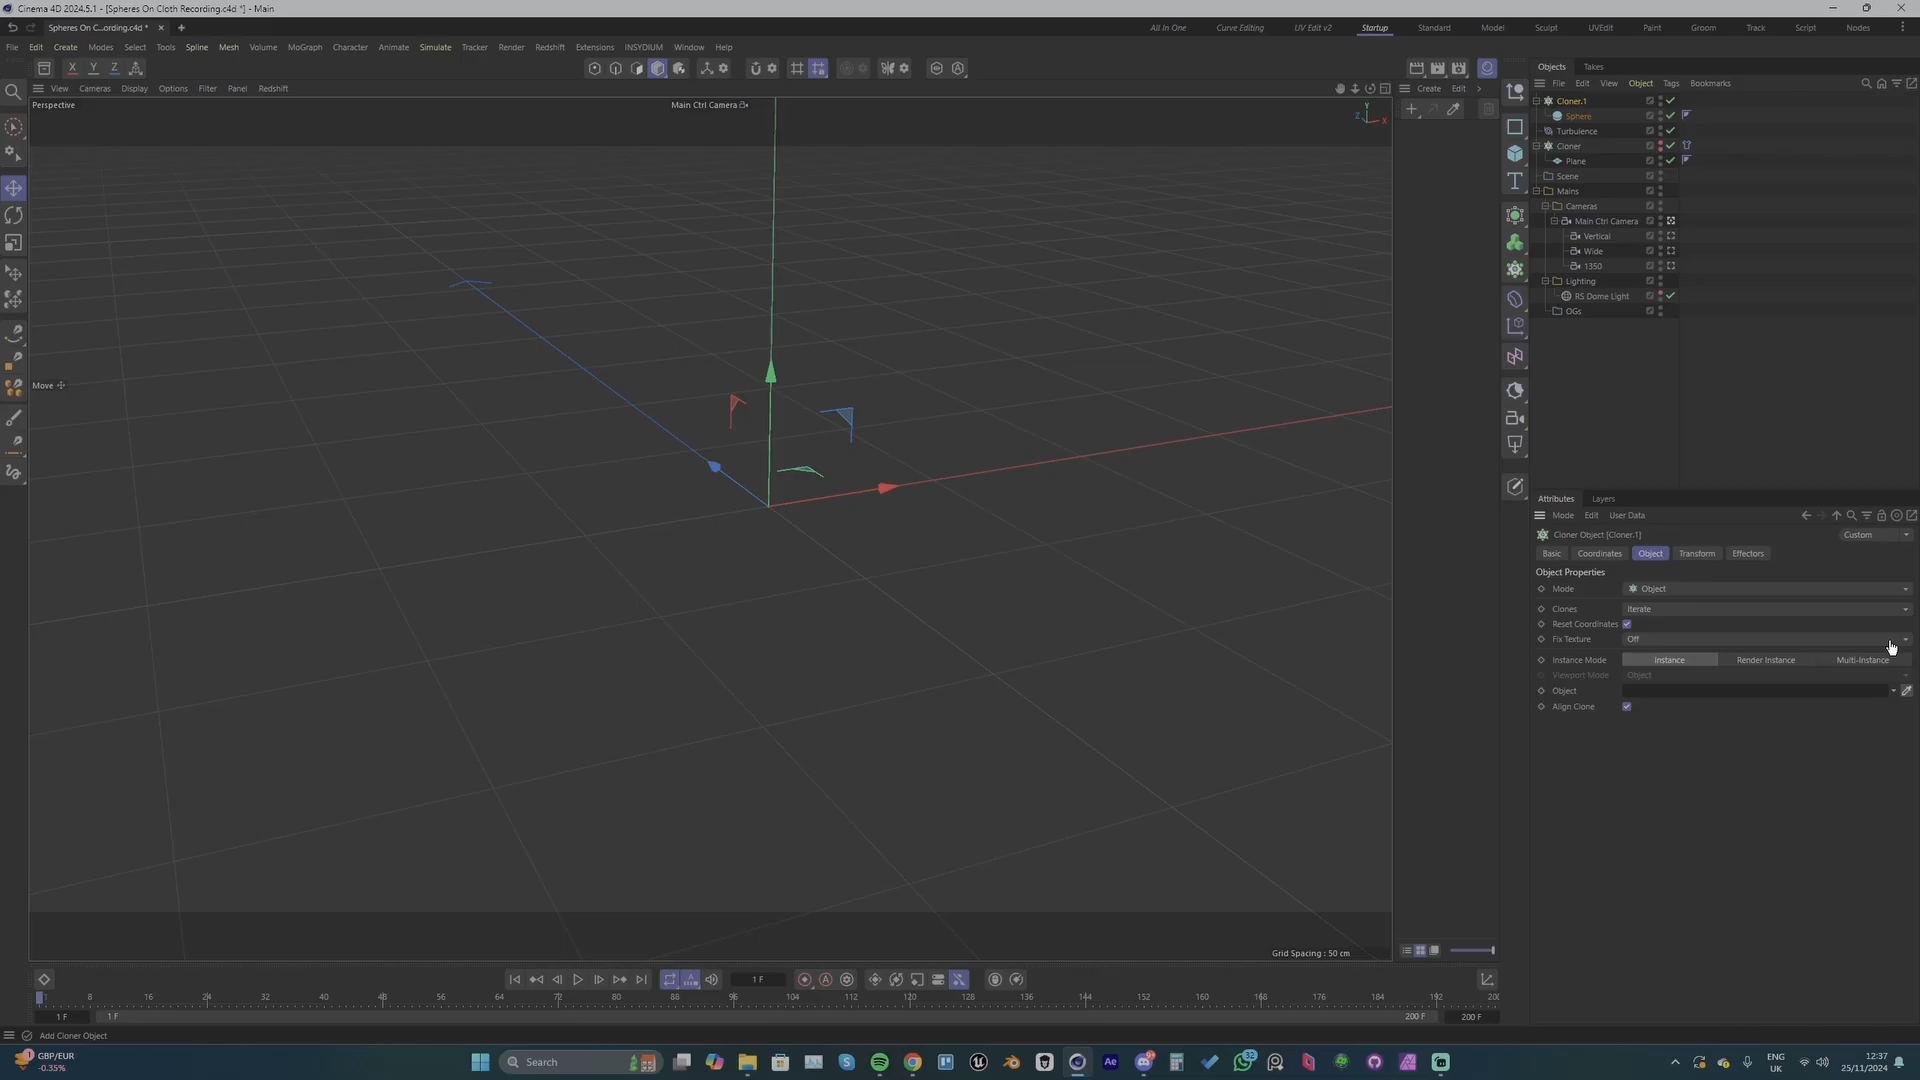 Cinema 4D 2024.5.1 - [Spheres On Cloth Recording.c4d *] - Main
Spheres On C...ording.c4d *
All In One Curve Editing UV Edit v2 Startup Standard Model Sculpt UVEdit Paint Groom Track Script Nodes
File Edit Create Modes Select Tools Spline Mesh Volume MoGraph Character Animate Simulate Tracker Render Redshift Extensions INSYDIUM Window Help
X Y Z
Objects Takes
View Cameras Display Options Filter Panel Redshift
Create Edit
File Edit View Object Tags Bookmarks
Perspective
Main Ctrl Camera
Y
Z
X
Cloner.1
Sphere
Turbulence
Cloner
Plane
Scene
Mains
Cameras
Main Ctrl Camera
Vertical
Wide
1350
Lighting
RS Dome Light
OGs
Move
Attributes Layers
Mode Edit User Data
Cloner Object [Cloner.1]
Custom
Basic Coordinates Object Transform Effectors
Object Properties
Mode Object
Clones Iterate
Reset Coordinates
Fix Texture Off
Instance Mode Instance Render Instance Multi-Instance
Viewport Mode Object
Object
Align Clone
Grid Spacing : 50 cm
1 F
1 8 16 24 32 40 48 56 64 72 80 88 96 104 112 120 128 136 144 152 160 168 176 184 192 200
1 F 1 F 200 F 200 F
Add Cloner Object
GBP/EUR
-0.35%
Search
Ae
32
ENG
UK
12:37
25/11/2024